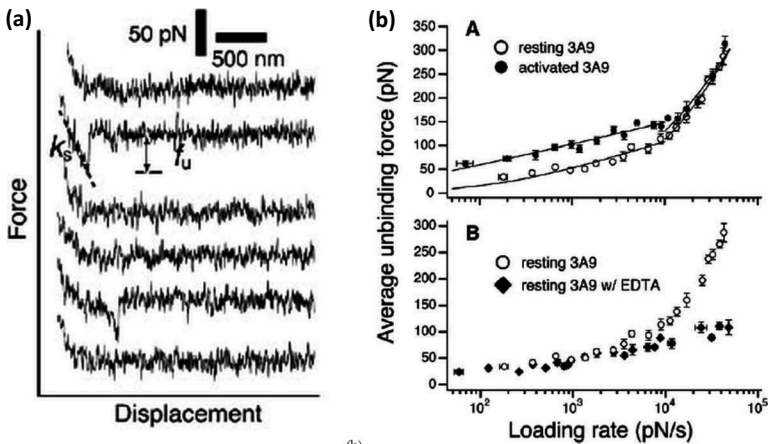 (a)
50 pN
500 nm
kₛ
fᵤ
Force
Displacement
(b)
A
resting 3A9
activated 3A9
350
300
250
200
150
100
50
0
Average unbinding force (pN)
B
resting 3A9
resting 3A9 w/ EDTA
300
250
200
150
100
50
0
10²
10³
10⁴
10⁵
Loading rate (pN/s)
(b)